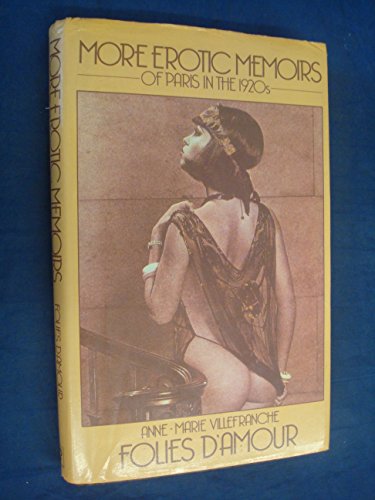 MORE EROTIC MEMOIRS
OF PARIS IN THE 1920s
ANNE-MARIE VILLEFRANCHE
FOLIES D'AMOUR
MORE EROTIC MEMOIRS
FOLIES D'AMOUR